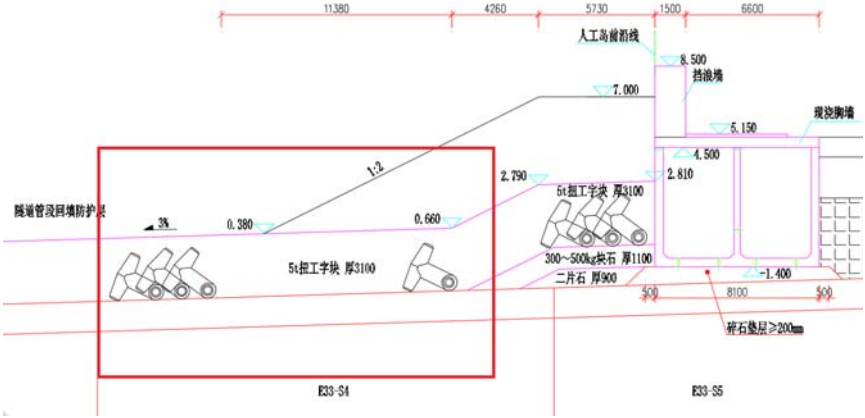 11380
4260
5730
1500
6600
人工岛前沿线
8.500
挡浪墙
7.000
现浇胸墙
5.150
4.500
1:2
2.790
2.810
5t扭工字块 厚3100
隧道管段回填防护层
3%
0.380
0.660
300~500kg块石 厚1100
5t扭工字块 厚3100
二片石 厚900
-1.400
500
8100
500
碎石垫层≥200mm
E33-S4
E33-S5